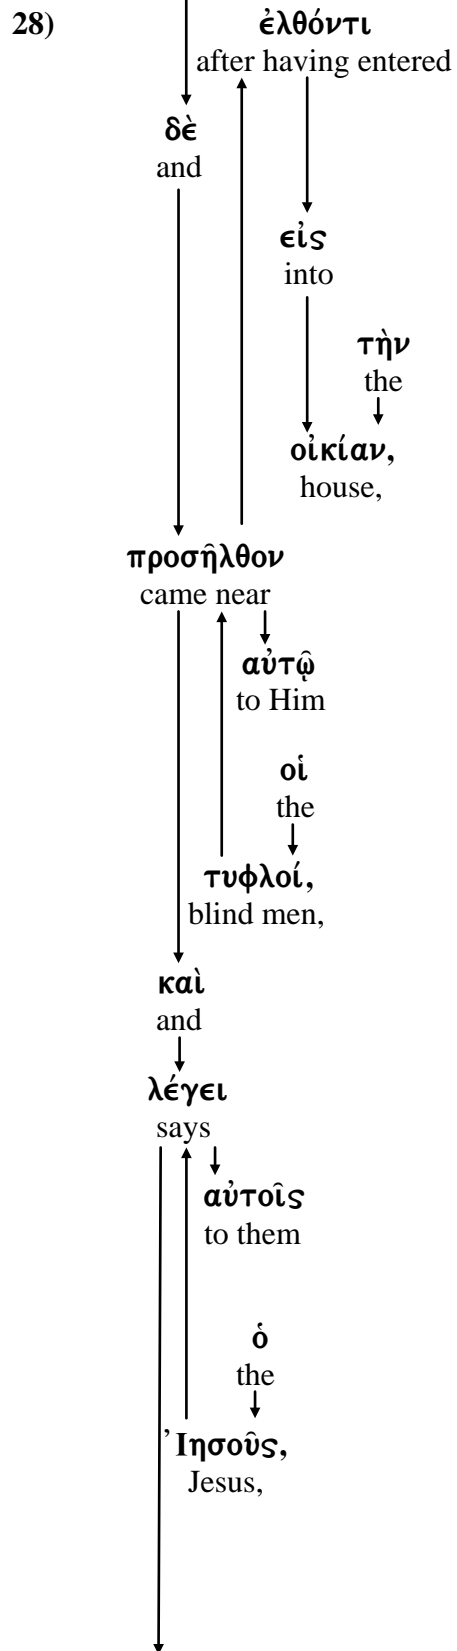 28) ἐλθόντι
after having entered
δὲ
and
εἰς
into
τὴν
the
οἰκίαν,
house,
προσῆλθον
came near
αὐτῷ
to Him
οἱ
the
τυφλοί,
blind men,
καὶ
and
λέγει
says
αὐτοῖς
to them
ὁ
the
Ἰησοῦς,
Jesus,